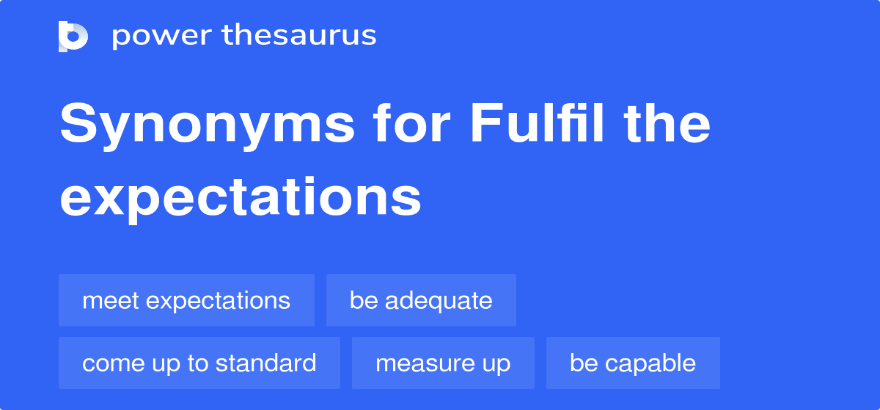 power thesaurus
Synonyms for Fulfil the
expectations
meet expectations be adequate
come up to standard measure up be capable